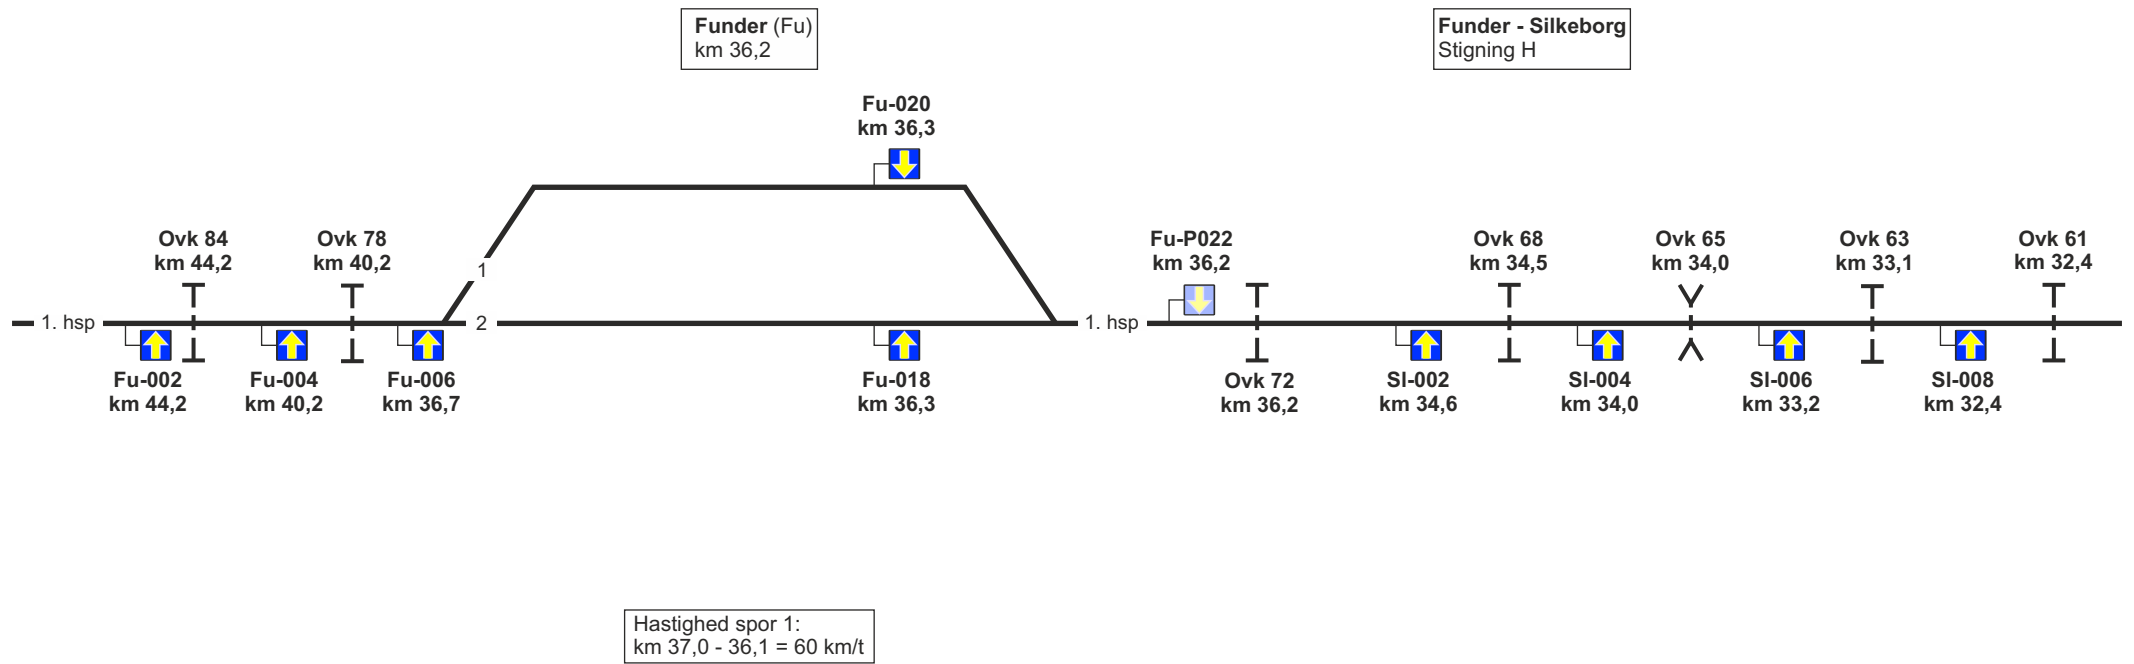 Funder (Fu)
km 36,2
Funder - Silkeborg
Stigning H
Fu-020
km 36,3
Ovk 84
km 44,2
Ovk 78
km 40,2
1
Fu-P022
km 36,2
Ovk 68
km 34,5
Ovk 65
km 34,0
Ovk 63
km 33,1
Ovk 61
km 32,4
1. hsp
2
1. hsp
Fu-002
km 44,2
Fu-004
km 40,2
Fu-006
km 36,7
Fu-018
km 36,3
Ovk 72
km 36,2
SI-002
km 34,6
SI-004
km 34,0
SI-006
km 33,2
SI-008
km 32,4
Hastighed spor 1:
km 37,0 - 36,1 = 60 km/t